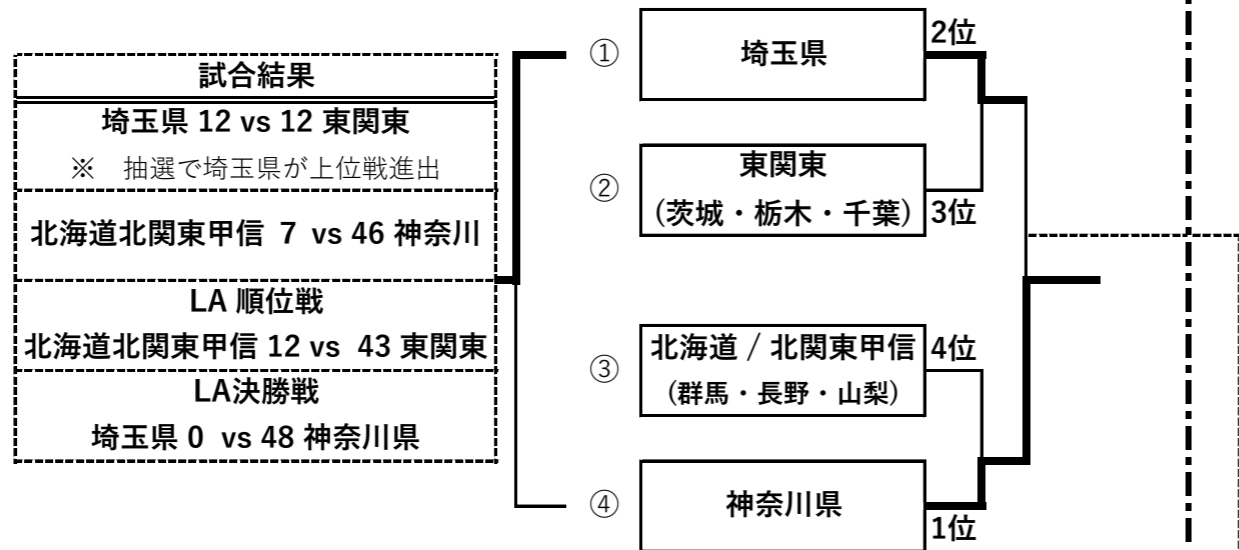 試合結果
埼玉県 12 vs 12 東関東
※ 抽選で埼玉県が上位戦進出
北海道北関東甲信 7 vs 46 神奈川
LA 順位戦
北海道北関東甲信 12 vs 43 東関東
LA決勝戦
埼玉県 0 vs 48 神奈川県
① 埼玉県 2位
② 東関東
(茨城・栃木・千葉) 3位
③ 北海道 / 北関東甲信 4位
(群馬・長野・山梨)
④ 神奈川県 1位